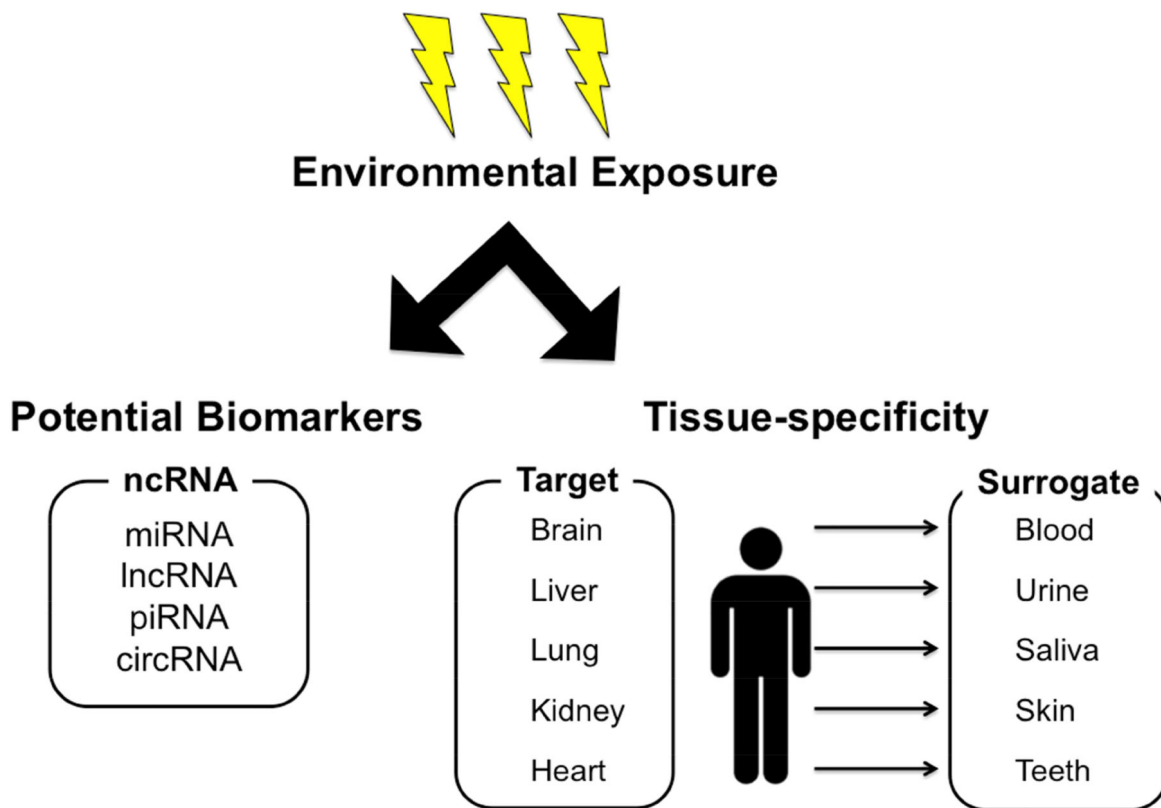 Environmental Exposure
Potential Biomarkers
ncRNA
miRNA
lncRNA
piRNA
circRNA
Tissue-specificity
Target
Brain
Liver
Lung
Kidney
Heart
Surrogate
Blood
Urine
Saliva
Skin
Teeth